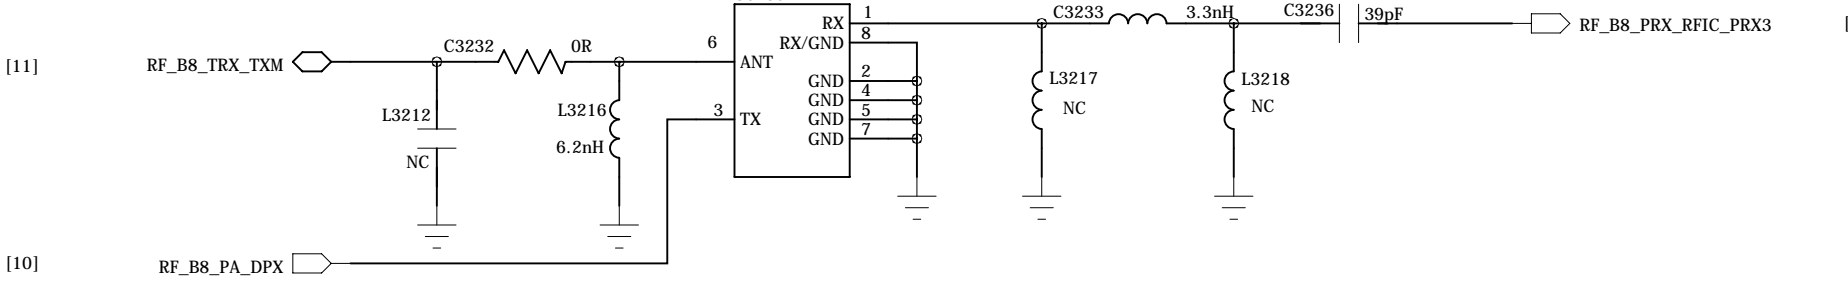 C3233
3.3nH
C3236
39pF
RF_B8_PRX_RFIC_PRX3
[
1
RX
8
RX/GND
6
ANT
C3232
0R
[11]
RF_B8_TRX_TXM
2
GND
4
GND
5
GND
7
GND
L3217
NC
L3218
NC
L3212
NC
L3216
6.2nH
3
TX
[10]
RF_B8_PA_DPX